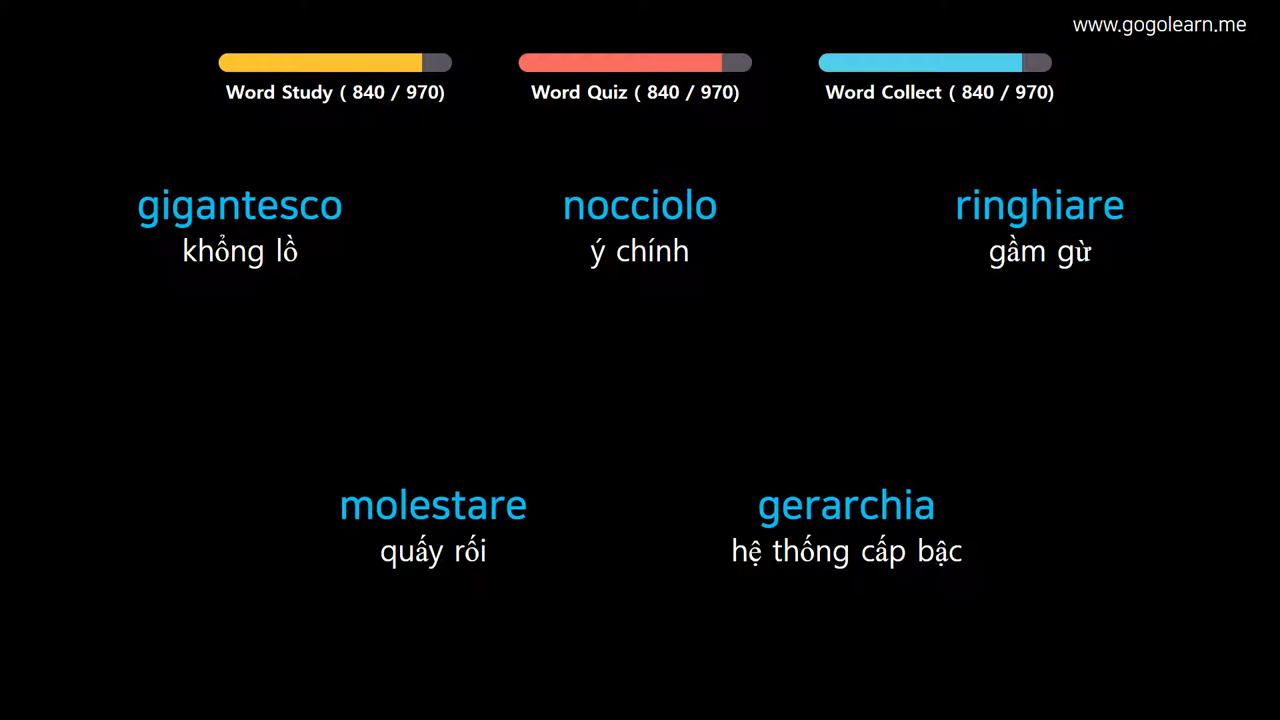 www.gogolearn.me
Word Study ( 840 / 970)
Word Quiz ( 840 / 970)
Word Collect ( 840 / 970)
gigantesco
khổng lồ
nocciolo
ý chính
ringhiare
gầm gừ
molestare
quấy rối
gerarchia
hệ thống cấp bậc